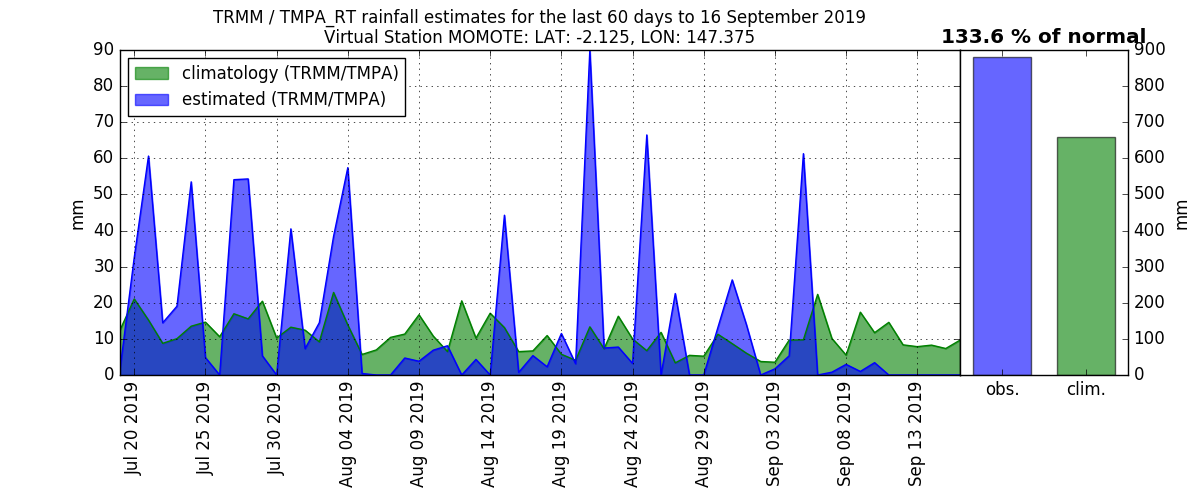 TRMM / TMPA_RT rainfall estimates for the last 60 days to 16 September 2019
Virtual Station MOMOTE: LAT: -2.125, LON: 147.375
133.6 % of normal
climatology (TRMM/TMPA)
estimated (TRMM/TMPA)
mm
90
80
70
60
50
40
30
20
10
0
Jul 20 2019
Jul 25 2019
Jul 30 2019
Aug 04 2019
Aug 09 2019
Aug 14 2019
Aug 19 2019
Aug 24 2019
Aug 29 2019
Sep 03 2019
Sep 08 2019
Sep 13 2019
obs.
clim.
900
800
700
600
500
400
300
200
100
0
mm